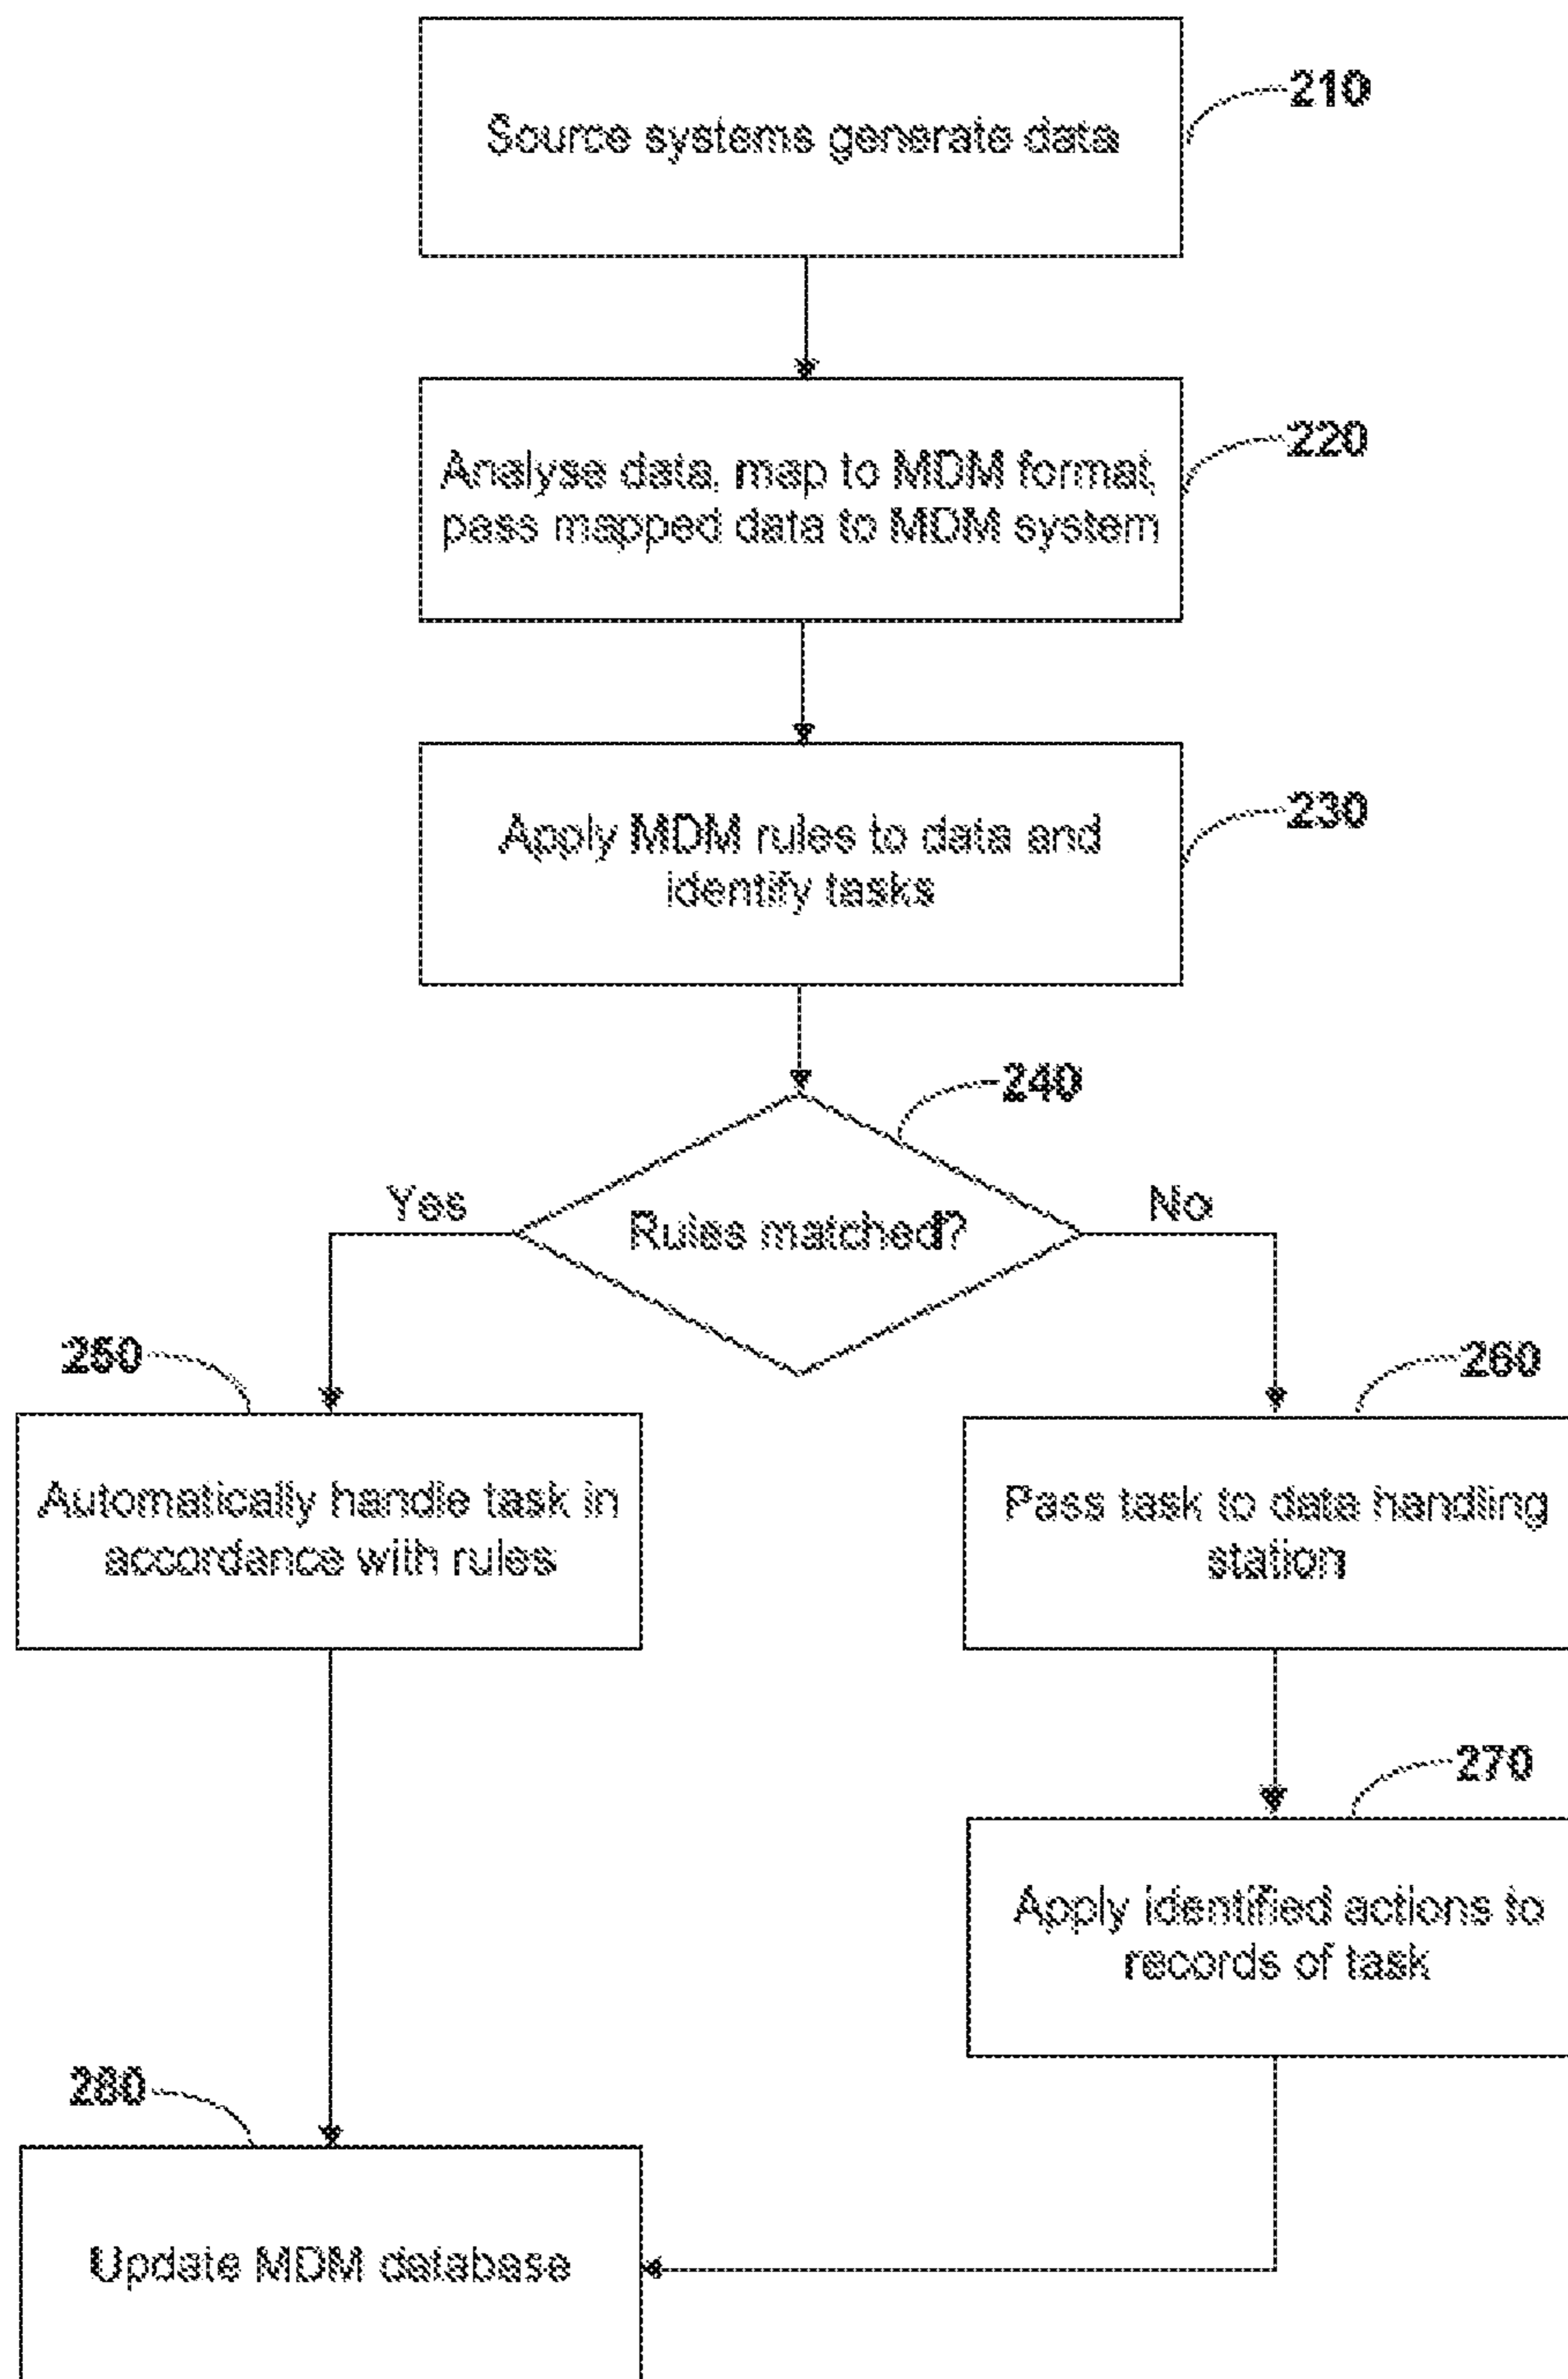 210
Source systems generate data
220
Analyse data, map to MDM format,
pass mapped data to MDM system
230
Apply MDM rules to data and
identify tasks
240
Yes
Rules matched?
No
250
260
Automatically handle task in
accordance with rules
Pass task to data handling
station
270
Apply identified actions to
records of task
280
Update MDM database